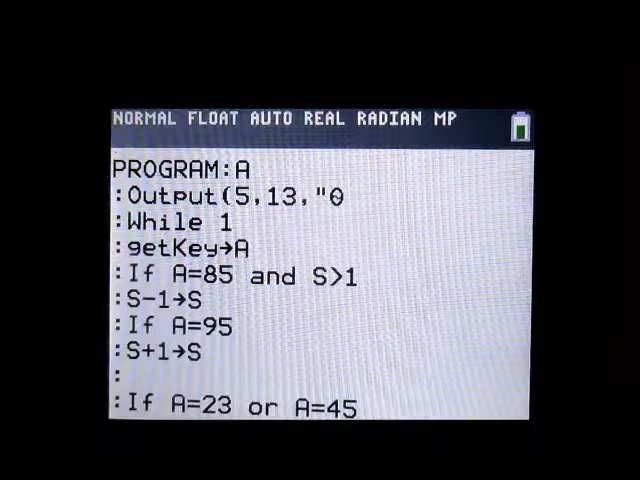 NORMAL FLOAT AUTO REAL RADIAN MP
PROGRAM:A
:Output(5,13,"0
:While 1
:getKey→A
:If A=85 and S>1
:S-1→S
:If A=95
:S+1→S
:
:If A=23 or A=45